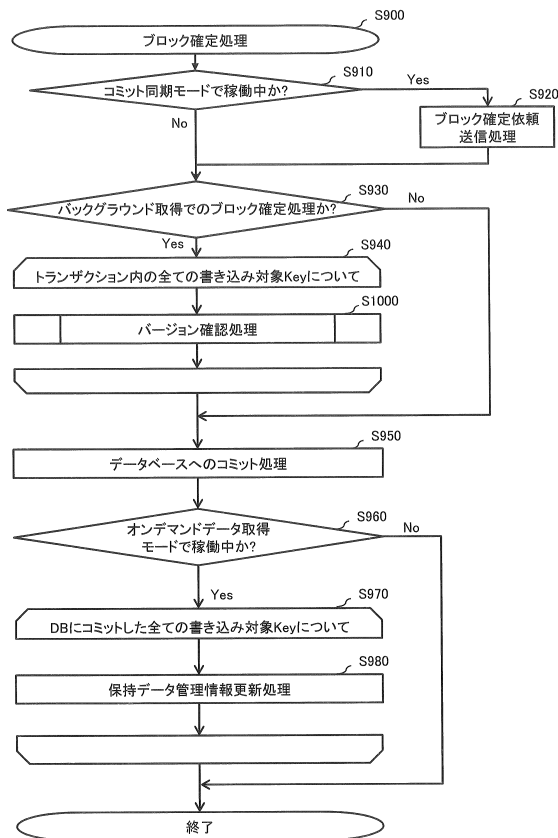 S900
ブロック確定処理
S910
コミット同期モードで稼働中か?
Yes
No
S920
ブロック確定依頼
送信処理
S930
バックグラウンド取得でのブロック確定処理か?
No
Yes
S940
トランザクション内の全ての書き込み対象Keyについて
S1000
バージョン確認処理
S950
データベースへのコミット処理
S960
オンデマンドデータ取得
モードで稼働中か?
No
Yes
S970
DBにコミットした全ての書き込み対象Keyについて
S980
保持データ管理情報更新処理
終了